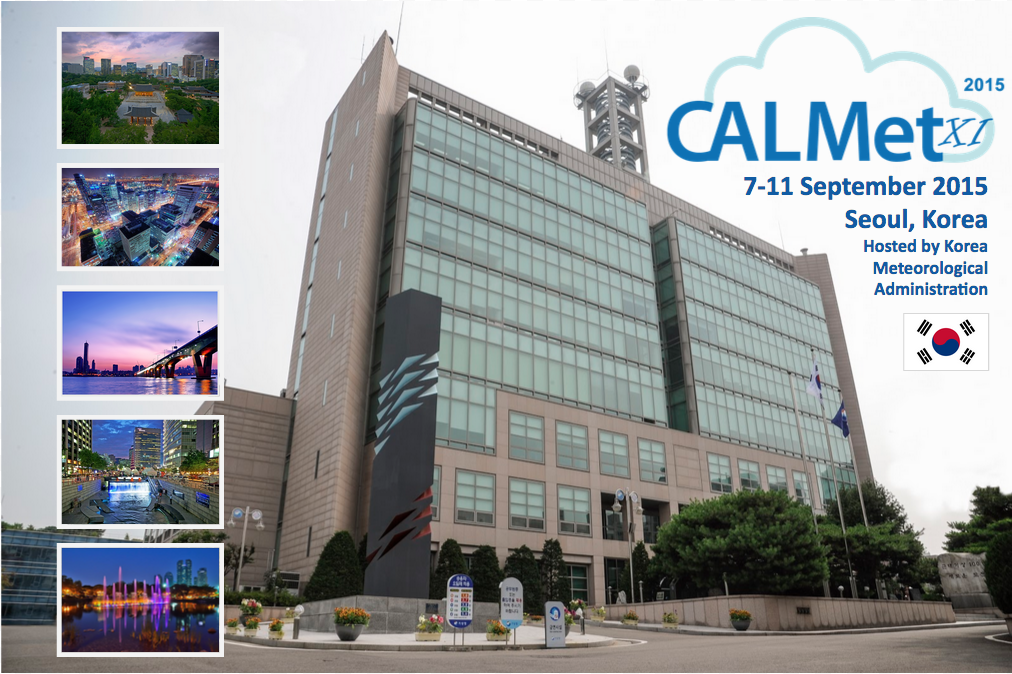 2015
CALMet XI
7-11 September 2015
Seoul, Korea
Hosted by Korea
Meteorological
Administration